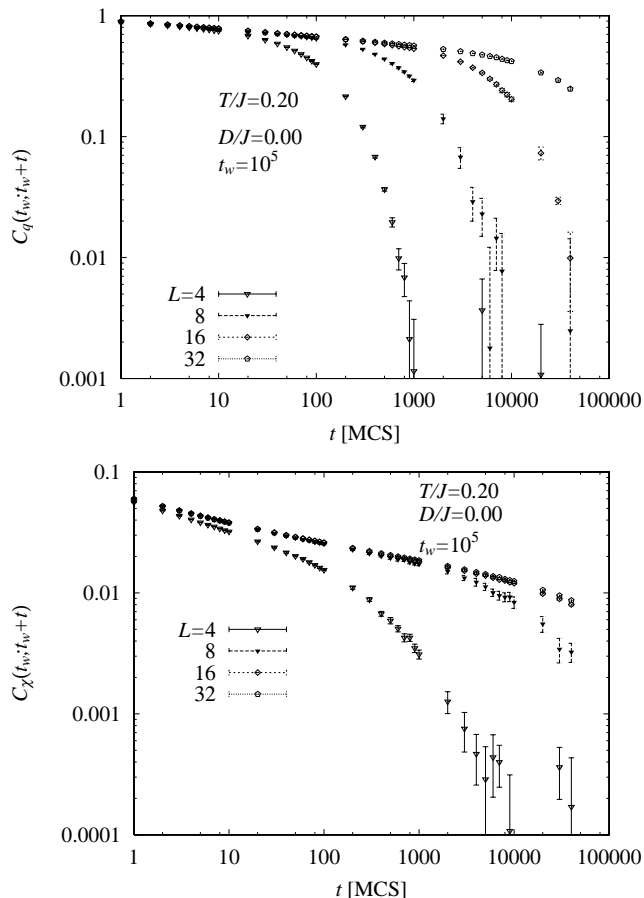 1
0.1
0.01
0.001
C_q(t_w;t_w+t)
T/J=0.20
D/J=0.00
t_w=10^5
L=4
8
16
32
1 10 100 1000 10000 100000
t [MCS]
0.1
0.01
0.001
0.0001
C_χ(t_w;t_w+t)
T/J=0.20
D/J=0.00
t_w=10^5
L=4
8
16
32
1 10 100 1000 10000 100000
t [MCS]